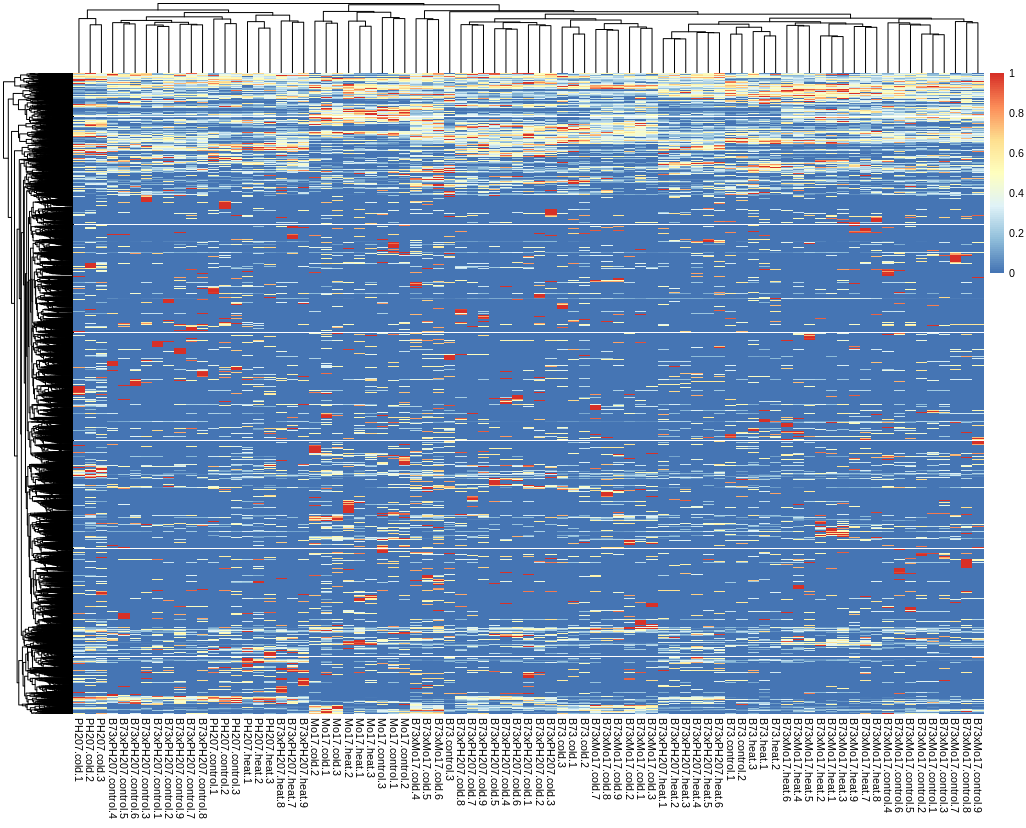 1
0.8
0.6
0.4
0.2
0
PH207.cold.1
PH207.cold.2
PH207.cold.3
B73xPH207.control.4
B73xPH207.control.5
B73xPH207.control.6
B73xPH207.control.3
B73xPH207.control.1
B73xPH207.control.2
B73xPH207.control.9
B73xPH207.control.7
B73xPH207.control.8
PH207.control.1
PH207.control.2
PH207.control.3
PH207.heat.1
PH207.heat.2
PH207.heat.3
B73xPH207.heat.8
B73xPH207.heat.7
B73xPH207.heat.9
Mo17.cold.2
Mo17.cold.1
Mo17.cold.3
Mo17.heat.2
Mo17.heat.1
Mo17.heat.3
Mo17.control.3
Mo17.control.1
Mo17.control.2
B73xMo17.cold.4
B73xMo17.cold.5
B73xMo17.cold.6
B73.control.3
B73xPH207.cold.8
B73xPH207.cold.7
B73xPH207.cold.9
B73xPH207.cold.5
B73xPH207.cold.4
B73xPH207.cold.6
B73xPH207.cold.1
B73xPH207.cold.2
B73xPH207.cold.3
B73.cold.3
B73.cold.1
B73.cold.2
B73xMo17.cold.7
B73xMo17.cold.8
B73xMo17.cold.9
B73xMo17.cold.2
B73xMo17.cold.1
B73xMo17.cold.3
B73xPH207.heat.1
B73xPH207.heat.2
B73xPH207.heat.3
B73xPH207.heat.4
B73xPH207.heat.5
B73xPH207.heat.6
B73.control.1
B73.control.2
B73.heat.3
B73.heat.1
B73.heat.2
B73xMo17.heat.6
B73xMo17.heat.4
B73xMo17.heat.5
B73xMo17.heat.2
B73xMo17.heat.1
B73xMo17.heat.3
B73xMo17.heat.9
B73xMo17.heat.7
B73xMo17.heat.8
B73xMo17.control.4
B73xMo17.control.6
B73xMo17.control.5
B73xMo17.control.2
B73xMo17.control.1
B73xMo17.control.3
B73xMo17.control.7
B73xMo17.control.8
B73xMo17.control.9